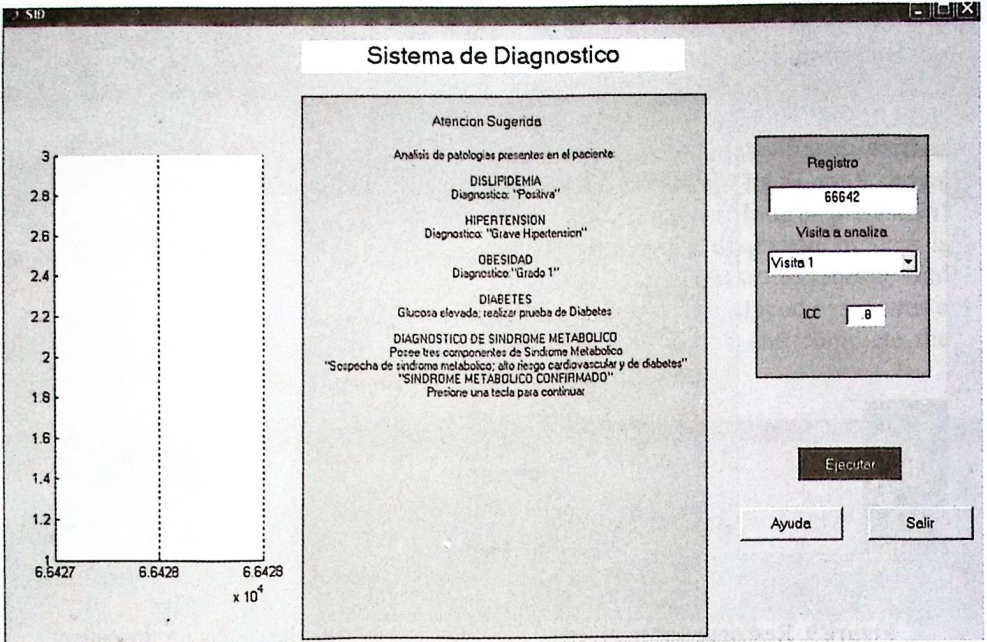 SID
Sistema de Diagnostico
Atencion Sugerida
Analisis de patologias presentes en el paciente:
DISLIPIDEMIA
Diagnostico: "Positiva"
HIPERTENSION
Diagnostico: "Grave Hipertension"
OBESIDAD
Diagnostico:"Grado 1"
DIABETES
Glucosa elevada; realizar prueba de Diabetes
DIAGNOSTICO DE SINDROME METABOLICO
Posee tres componentes de Sindrome Metabolico
"Sospecha de sindrome metabolico; alto riesgo cardiovascular y de diabetes"
"SINDROME METABOLICO CONFIRMADO"
Presione una tecla para continuar
3
2.8
2.6
2.4
2.2
2
1.8
1.6
1.4
1.2
1
6.6427
6.6428
6.6428
x 10^4
Registro
66642
Visita a analiza
Visita 1
ICC
.8
Ejecutar
Ayuda
Salir